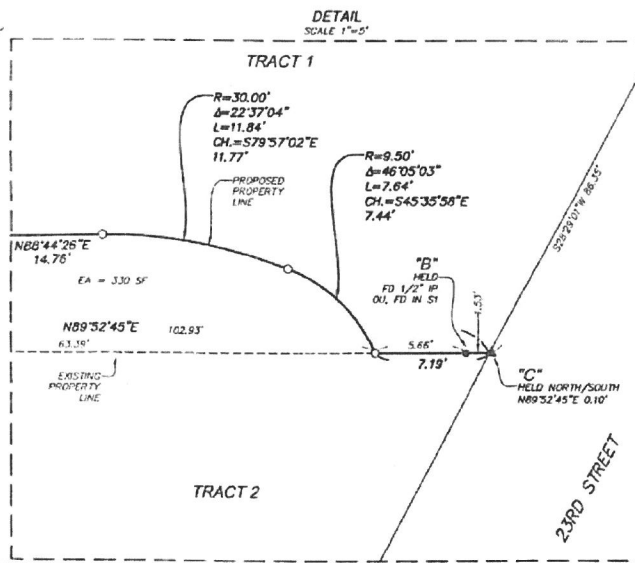 DETAIL
SCALE 1"=5'
TRACT 1
R=30.00'
Δ=22°37'04"
L=11.84'
CH.=S79°57'02"E
11.77'
PROPOSED
PROPERTY
LINE
R=9.50'
Δ=46°05'03"
L=7.64'
CH.=S45°35'58"E
7.44'
S28°29'01"W 86.35'
N88°44'26"E
14.76'
EA = 330 SF
"B"
HELD
FD 1/2" IP
OU, FD IN S1
1.53'
N89°52'45"E 102.93'
63.39'
5.66'
7.19'
EXISTING
PROPERTY
LINE
"C"
HELD NORTH/SOUTH
N89°52'45"E 0.10'
TRACT 2
23RD STREET